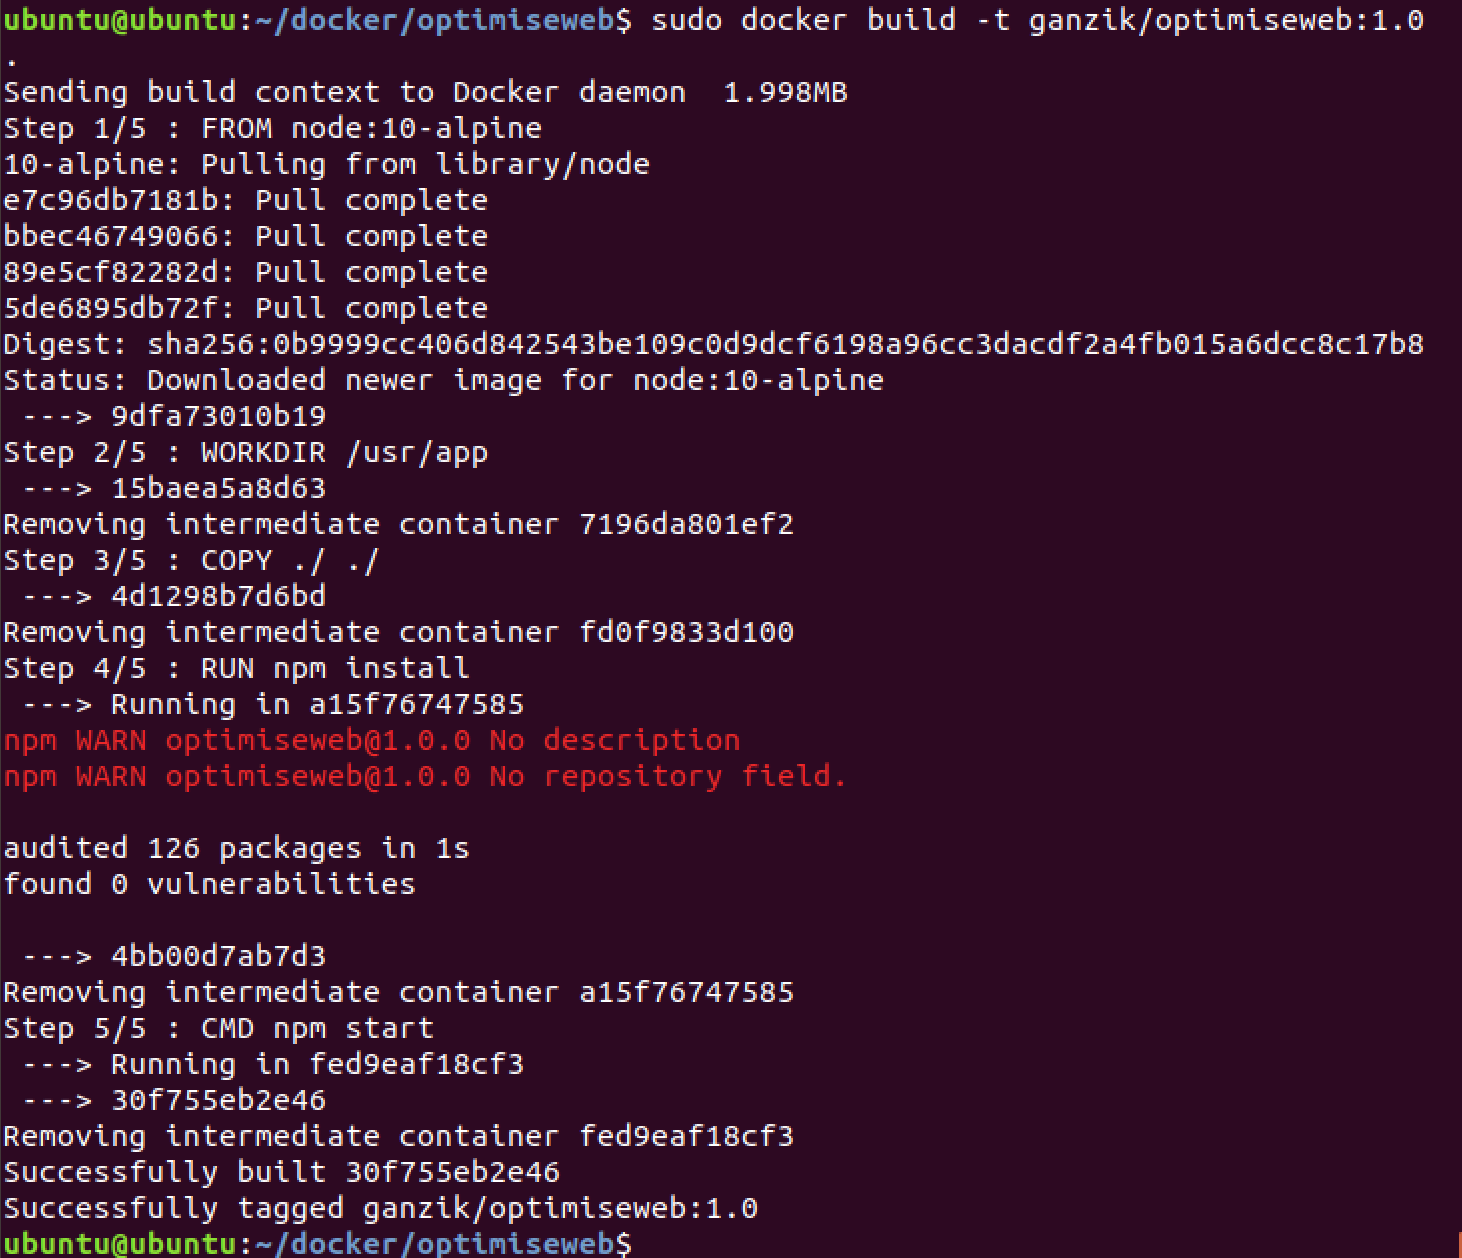 ubuntu@ubuntu:~/docker/optimiseweb$ sudo docker build -t ganzik/optimiseweb:1.0
.
Sending build context to Docker daemon  1.998MB
Step 1/5 : FROM node:10-alpine
10-alpine: Pulling from library/node
e7c96db7181b: Pull complete
bbec46749066: Pull complete
89e5cf82282d: Pull complete
5de6895db72f: Pull complete
Digest: sha256:0b9999cc406d842543be109c0d9dcf6198a96cc3dacdf2a4fb015a6dcc8c17b8
Status: Downloaded newer image for node:10-alpine
 ---> 9dfa73010b19
Step 2/5 : WORKDIR /usr/app
 ---> 15baea5a8d63
Removing intermediate container 7196da801ef2
Step 3/5 : COPY ./ ./
 ---> 4d1298b7d6bd
Removing intermediate container fd0f9833d100
Step 4/5 : RUN npm install
 ---> Running in a15f76747585
npm WARN optimiseweb@1.0.0 No description
npm WARN optimiseweb@1.0.0 No repository field.
audited 126 packages in 1s
found 0 vulnerabilities
 ---> 4bb00d7ab7d3
Removing intermediate container a15f76747585
Step 5/5 : CMD npm start
 ---> Running in fed9eaf18cf3
 ---> 30f755eb2e46
Removing intermediate container fed9eaf18cf3
Successfully built 30f755eb2e46
Successfully tagged ganzik/optimiseweb:1.0
ubuntu@ubuntu:~/docker/optimiseweb$